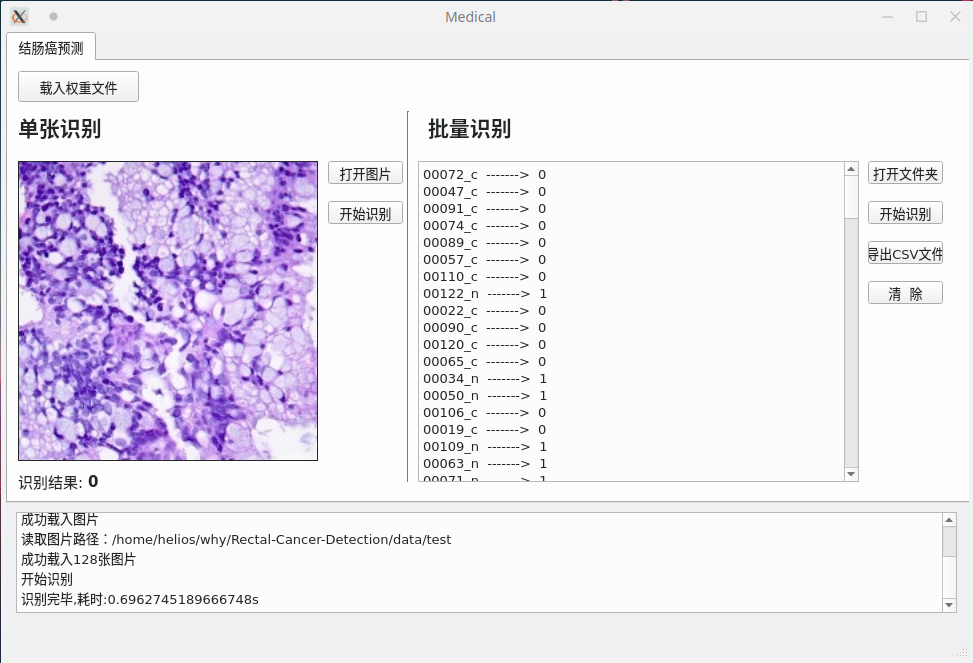 Medical
结肠癌预测
载入权重文件
单张识别
打开图片
开始识别
识别结果: 0
批量识别
00072_c -------> 0
00047_c -------> 0
00091_c -------> 0
00074_c -------> 0
00089_c -------> 0
00057_c -------> 0
00110_c -------> 0
00122_n -------> 1
00022_c -------> 0
00090_c -------> 0
00120_c -------> 0
00065_c -------> 0
00034_n -------> 1
00050_n -------> 1
00106_c -------> 0
00019_c -------> 0
00109_n -------> 1
00063_n -------> 1
00071_n -------> 1
打开文件夹
开始识别
导出CSV文件
清 除
成功载入图片
读取图片路径：/home/helios/why/Rectal-Cancer-Detection/data/test
成功载入128张图片
开始识别
识别完毕,耗时:0.6962745189666748s